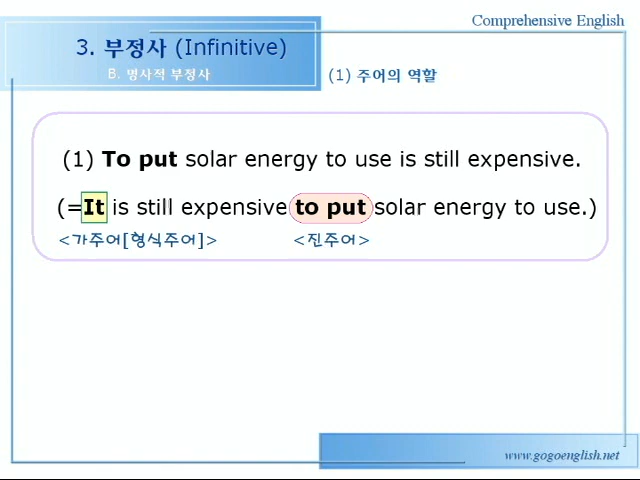 Comprehensive English
3. 부정사 (Infinitive)
B. 명사적 부정사
(1) 주어의 역할
(1) To put solar energy to use is still expensive.
(=It is still expensive to put solar energy to use.)
<가주어[형식주어]> <진주어>
www.gogoenglish.net